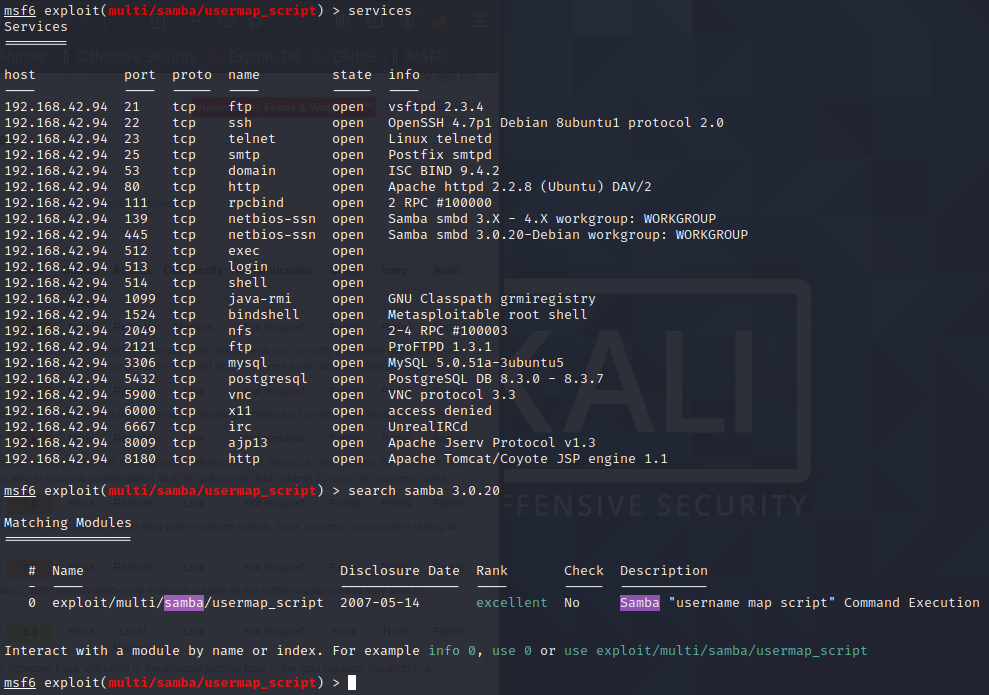 msf6 exploit(multi/samba/usermap_script) > services
Services
========
Hunter Offensive Security Exploit-DB GHDB MSFU
host port proto name state info
---- ---- ----- ---- ----- ----
192.168.42.94 21 tcp ftp open vsftpd 2.3.4
192.168.42.94 22 tcp ssh open OpenSSH 4.7p1 Debian 8ubuntu1 protocol 2.0
192.168.42.94 23 tcp telnet open Linux telnetd
192.168.42.94 25 tcp smtp open Postfix smtpd
192.168.42.94 53 tcp domain open ISC BIND 9.4.2
192.168.42.94 80 tcp http open Apache httpd 2.2.8 (Ubuntu) DAV/2
192.168.42.94 111 tcp rpcbind open 2 RPC #100000
192.168.42.94 139 tcp netbios-ssn open Samba smbd 3.X - 4.X workgroup: WORKGROUP
192.168.42.94 445 tcp netbios-ssn open Samba smbd 3.0.20-Debian workgroup: WORKGROUP
192.168.42.94 512 tcp exec open
192.168.42.94 513 tcp login open
192.168.42.94 514 tcp shell open
192.168.42.94 1099 tcp java-rmi open GNU Classpath grmiregistry
192.168.42.94 1524 tcp bindshell open Metasploitable root shell
192.168.42.94 2049 tcp nfs open 2-4 RPC #100003
192.168.42.94 2121 tcp ftp open ProFTPD 1.3.1
192.168.42.94 3306 tcp mysql open MySQL 5.0.51a-3ubuntu5
192.168.42.94 5432 tcp postgresql open PostgreSQL DB 8.3.0 - 8.3.7
192.168.42.94 5900 tcp vnc open VNC protocol 3.3
192.168.42.94 6000 tcp x11 open access denied
192.168.42.94 6667 tcp irc open UnrealIRCd
192.168.42.94 8009 tcp ajp13 open Apache Jserv Protocol v1.3
192.168.42.94 8180 tcp http open Apache Tomcat/Coyote JSP engine 1.1
KALI
OFFENSIVE SECURITY
msf6 exploit(multi/samba/usermap_script) > search samba 3.0.20
Matching Modules
================
# Name Disclosure Date Rank Check Description
- ---- --------------- ---- ----- -----------
0 exploit/multi/samba/usermap_script 2007-05-14 excellent No Samba "username map script" Command Execution
Interact with a module by name or index. For example info 0, use 0 or use exploit/multi/samba/usermap_script
msf6 exploit(multi/samba/usermap_script) >